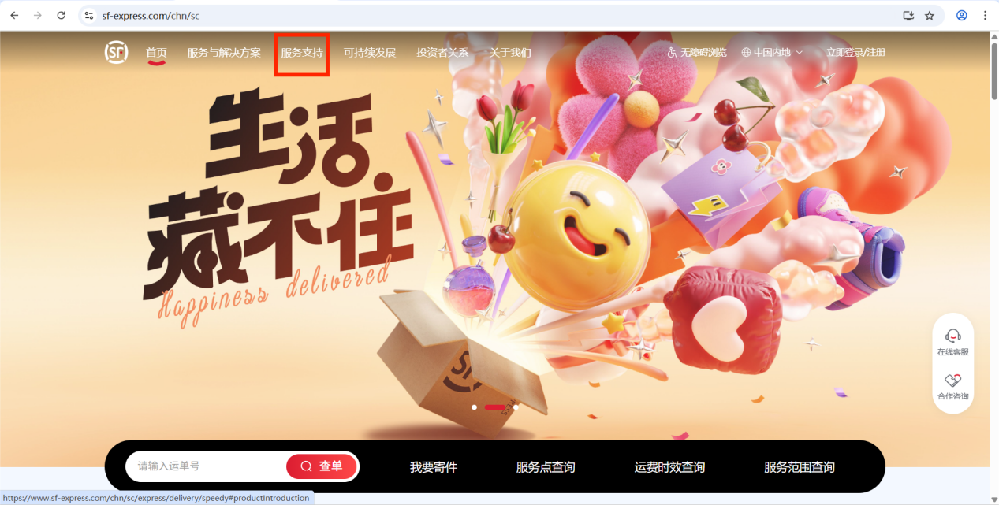 sf-express.com/chn/sc
SF 首页 服务与解决方案 服务支持 可持续发展 投资者关系 关于我们 无障碍浏览 中国内地 立即登录/注册
生活
藏不住
Happiness delivered
SF
EXPRESS
在线客服
合作咨询
请输入运单号 查单 我要寄件 服务点查询 运费时效查询 服务范围查询
https://www.sf-express.com/chn/sc/express/delivery/speedy#productIntroduction